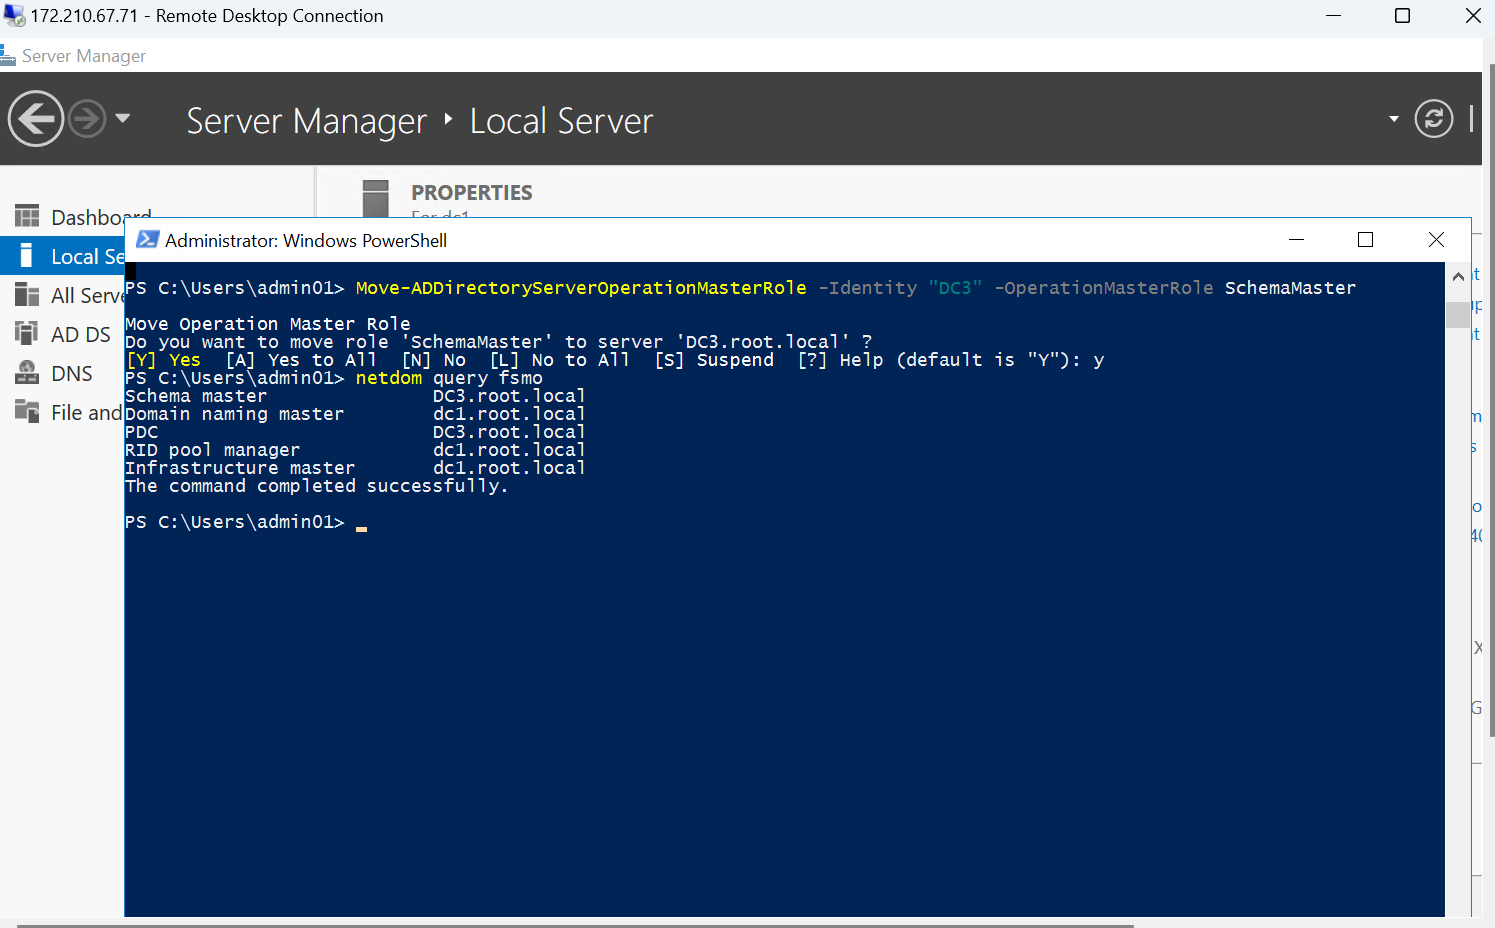 172.210.67.71 - Remote Desktop Connection
Server Manager
Server Manager Local Server
PROPERTIES
For dc1
Dashboard
Administrator: Windows PowerShell
Local Se
All Serve
AD DS
DNS
File and
PS C:\Users\admin01> Move-ADDirectoryServerOperationMasterRole -Identity "DC3" -OperationMasterRole SchemaMaster
Move Operation Master Role
Do you want to move role 'SchemaMaster' to server 'DC3.root.local' ?
[Y] Yes [A] Yes to All [N] No [L] No to All [S] Suspend [?] Help (default is "Y"): y
PS C:\Users\admin01> netdom query fsmo
Schema master DC3.root.local
Domain naming master dc1.root.local
PDC DC3.root.local
RID pool manager dc1.root.local
Infrastructure master dc1.root.local
The command completed successfully.
PS C:\Users\admin01>